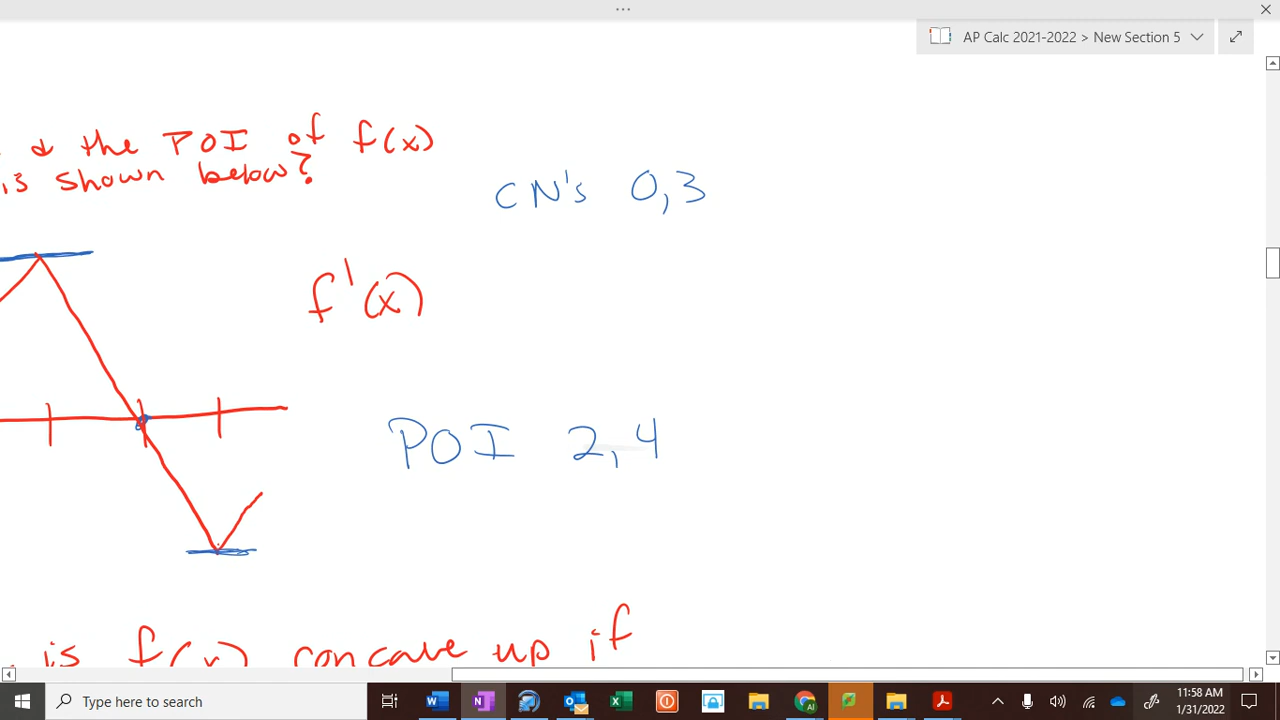 AP Calc 2021-2022 > New Section 5
& the POI of f(x)
is shown below?
CN's 0,3
f'(x)
POI 2,4
is f(x) concave up if
Type here to search
11:58 AM
1/31/2022